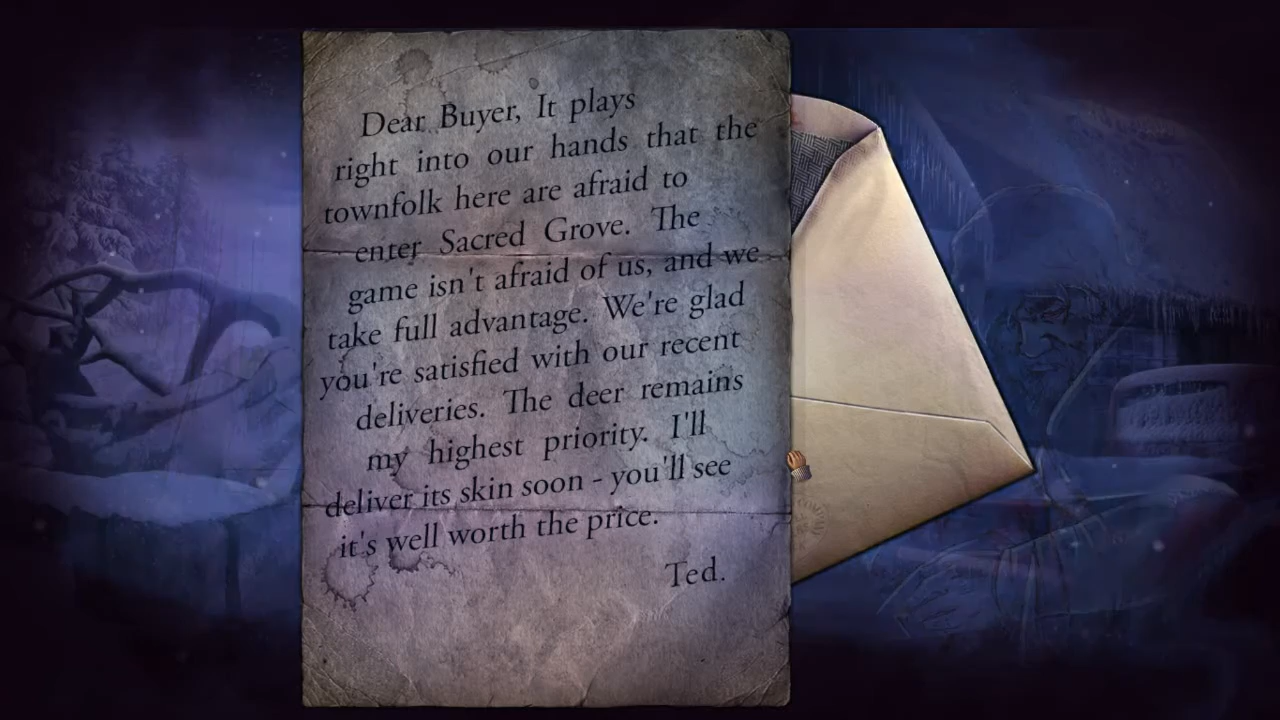 Dear Buyer, It plays
right into our hands that the
townfolk here are afraid to
enter Sacred Grove. The
game isn't afraid of us, and we
take full advantage. We're glad
you're satisfied with our recent
deliveries. The deer remains
my highest priority. I'll
deliver its skin soon - you'll see
it's well worth the price.
Ted.